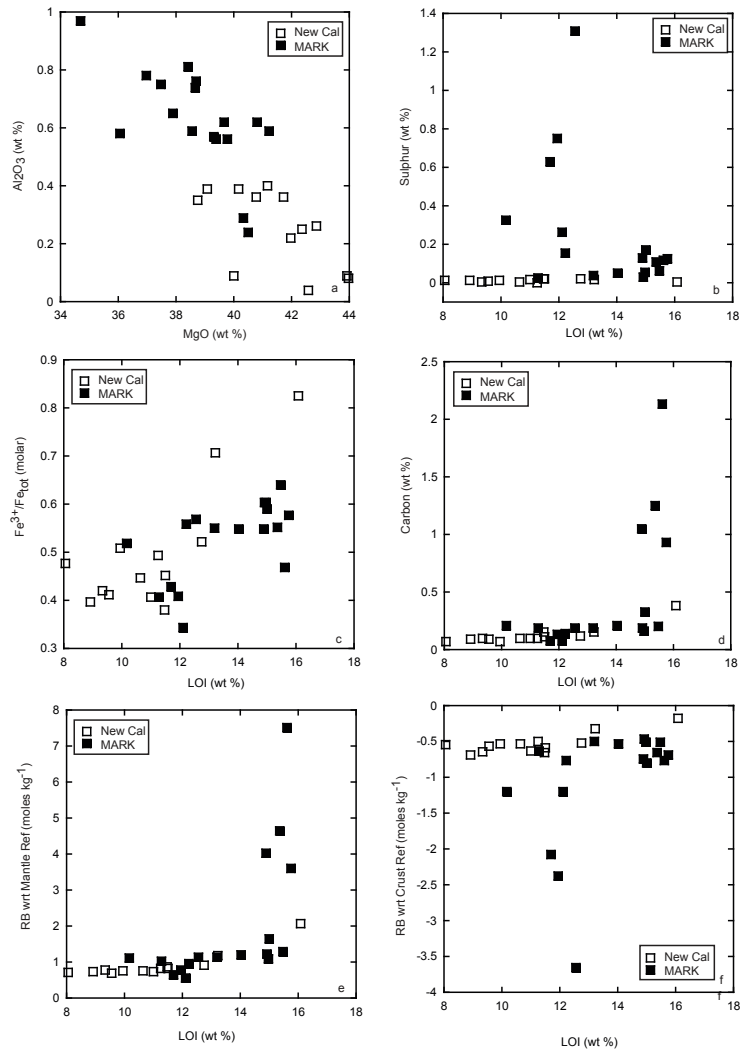 New Cal
MARK
1
0.8
0.6
0.4
0.2
0
Al2O3 (wt %)
34 36 38 40 42 44
MgO (wt %)
a
New Cal
MARK
1.4
1.2
1
0.8
0.6
0.4
0.2
0
Sulphur (wt %)
8 10 12 14 16 18
LOI (wt %)
b
New Cal
MARK
0.9
0.8
0.7
0.6
0.5
0.4
0.3
Fe3+/Fetot (molar)
8 10 12 14 16 18
LOI (wt %)
c
New Cal
MARK
2.5
2
1.5
1
0.5
0
Carbon (wt %)
8 10 12 14 16 18
LOI (wt %)
d
New Cal
MARK
8
7
6
5
4
3
2
1
0
RB wrt Mantle Ref (moles kg-1)
8 10 12 14 16 18
LOI (wt %)
e
0
-0.5
-1
-1.5
-2
-2.5
-3
-3.5
-4
RB wrt Crust Ref (moles kg-1)
New Cal
MARK
f
f
8 10 12 14 16 18
LOI (wt %)